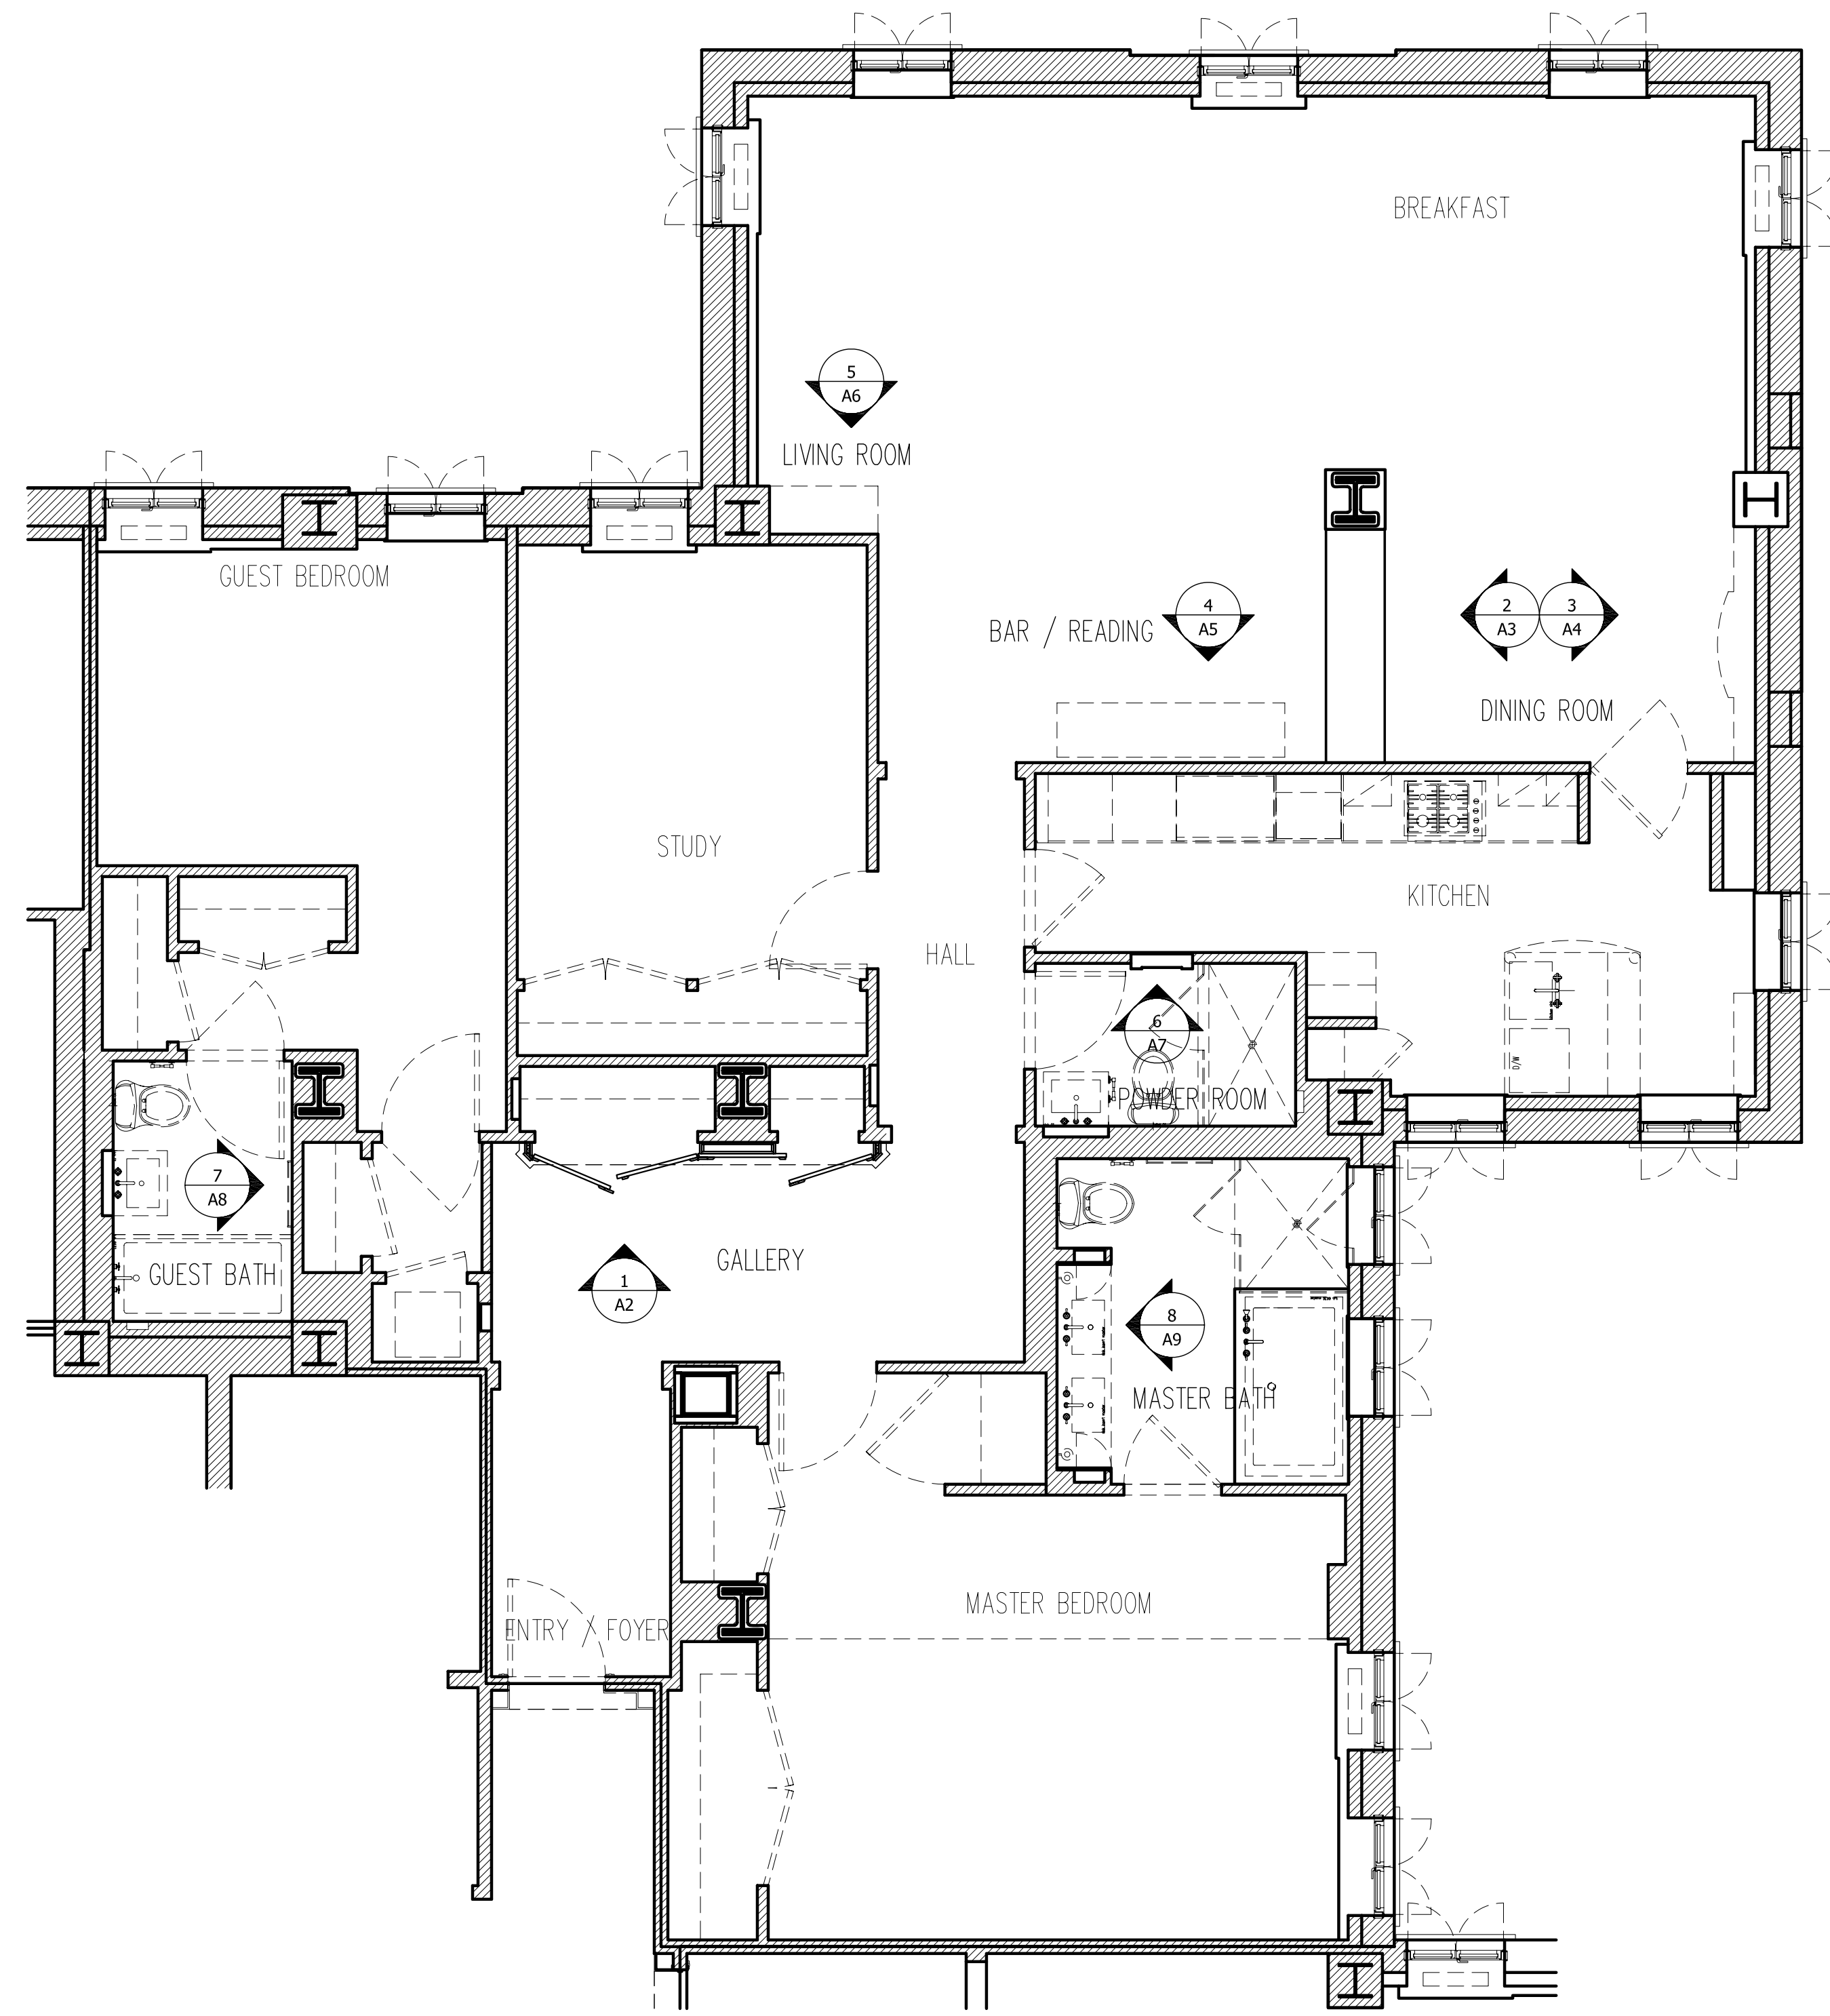 BREAKFAST
5
A6
LIVING ROOM
GUEST BEDROOM
BAR / READING
4
A5
2
A3
3
A4
DINING ROOM
STUDY
KITCHEN
HALL
6
A7
D/W
POWDER ROOM
7
A8
GUEST BATH
1
A2
GALLERY
8
A9
MASTER BATH
MASTER BEDROOM
ENTRY / FOYER